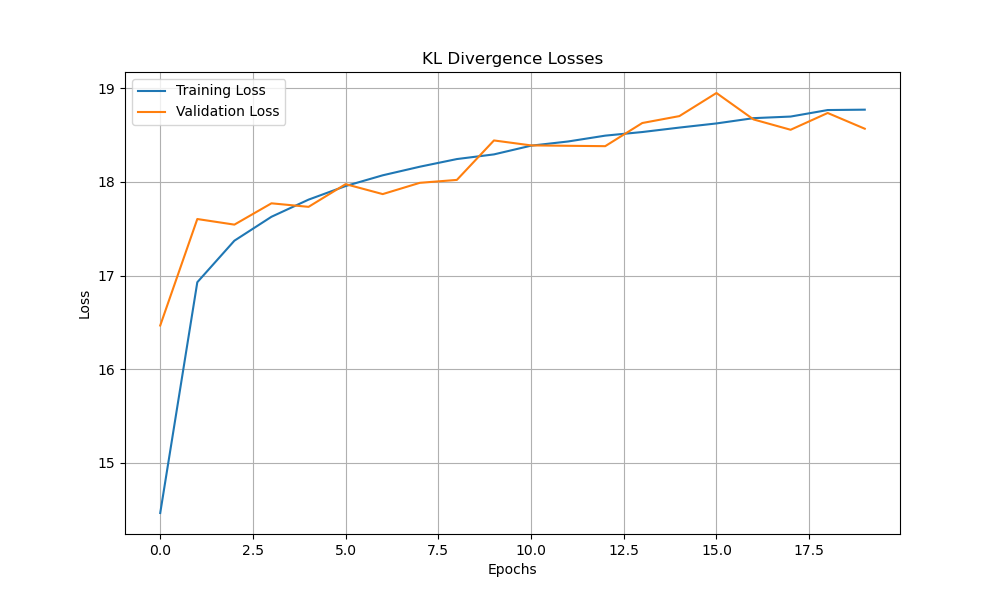 KL Divergence Losses
Training Loss
Validation Loss
19
18
17
16
15
Loss
0.0 2.5 5.0 7.5 10.0 12.5 15.0 17.5
Epochs